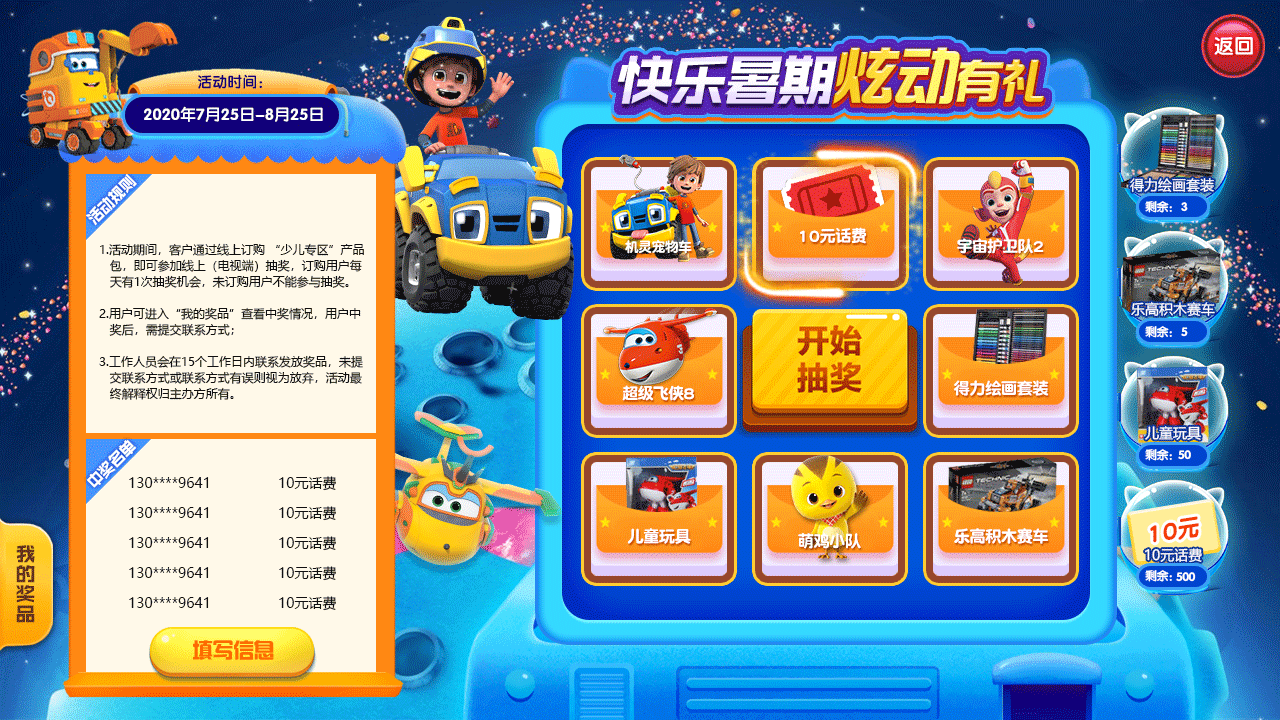 返回
活动时间：
2020年7月25日-8月25日
快乐暑期炫动有礼
活动规则
1.活动期间，客户通过线上订购“少儿专区”产品
包，即可参加线上（电视端）抽奖，订购用户每
天有1次抽奖机会，未订购用户不能参与抽奖。
2.用户可进入“我的奖品”查看中奖情况，用户中
奖后，需提交联系方式；
3.工作人员会在15个工作日内联系发放奖品，未提
交联系方式或联系方式有误则视为放弃，活动最
终解释权归主办方所有。
中奖名单
130****9641 10元话费
130****9641 10元话费
130****9641 10元话费
130****9641 10元话费
130****9641 10元话费
填写信息
我的奖品
机灵宠物车
10元话费
宇宙护卫队2
超级飞侠8
开始
抽奖
得力绘画套装
儿童玩具
萌鸡小队
TECHNIC
乐高积木赛车
得力绘画套装
剩余：3
TECHNIC
乐高积木赛车
剩余：5
儿童玩具
剩余：50
10元
10元话费
剩余：500